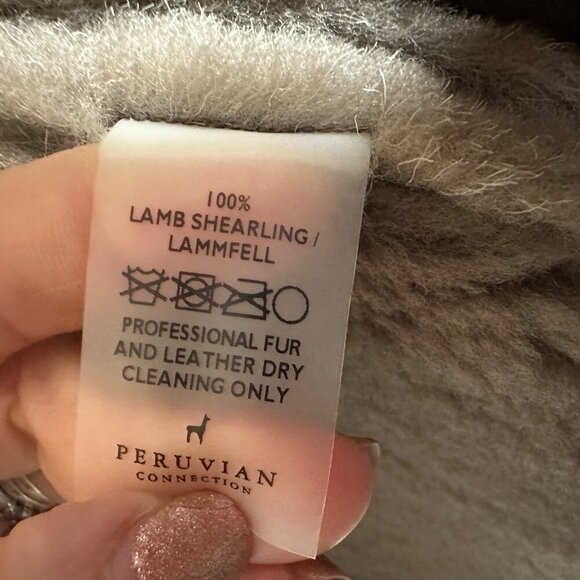 100%
LAMB SHEARLING /
LAMMFELL
PROFESSIONAL FUR
AND LEATHER DRY
CLEANING ONLY
PERUVIAN
CONNECTION